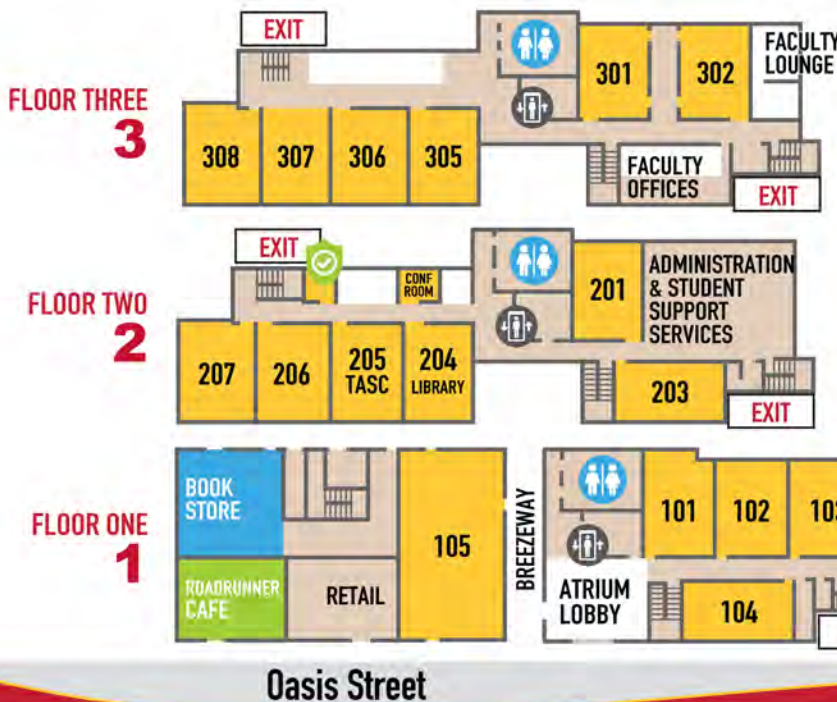 EXIT
FACULTY
LOUNGE
301
302
FLOOR THREE
3
308
307
306
305
FACULTY
OFFICES
EXIT
EXIT
CONF
ROOM
201
ADMINISTRATION
& STUDENT
SUPPORT
SERVICES
FLOOR TWO
2
207
206
205
TASC
204
LIBRARY
203
EXIT
BOOK
STORE
FLOOR ONE
1
105
BREEZEWAY
101
102
ROADRUNNER
CAFE
RETAIL
ATRIUM
LOBBY
104
Oasis Street